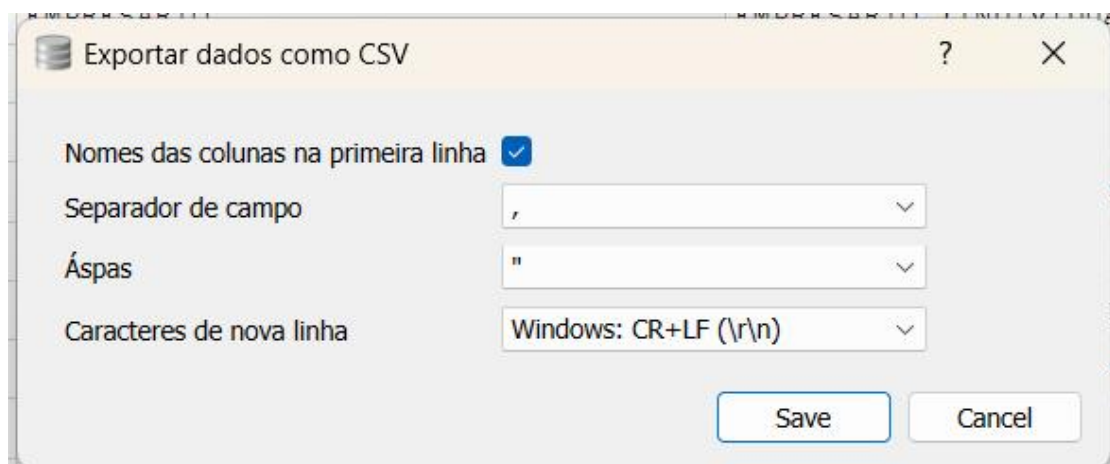 Exportar dados como CSV ?
Nomes das colunas na primeira linha
Separador de campo ,
Áspas "
Caracteres de nova linha Windows: CR+LF (\r\n)
Save Cancel